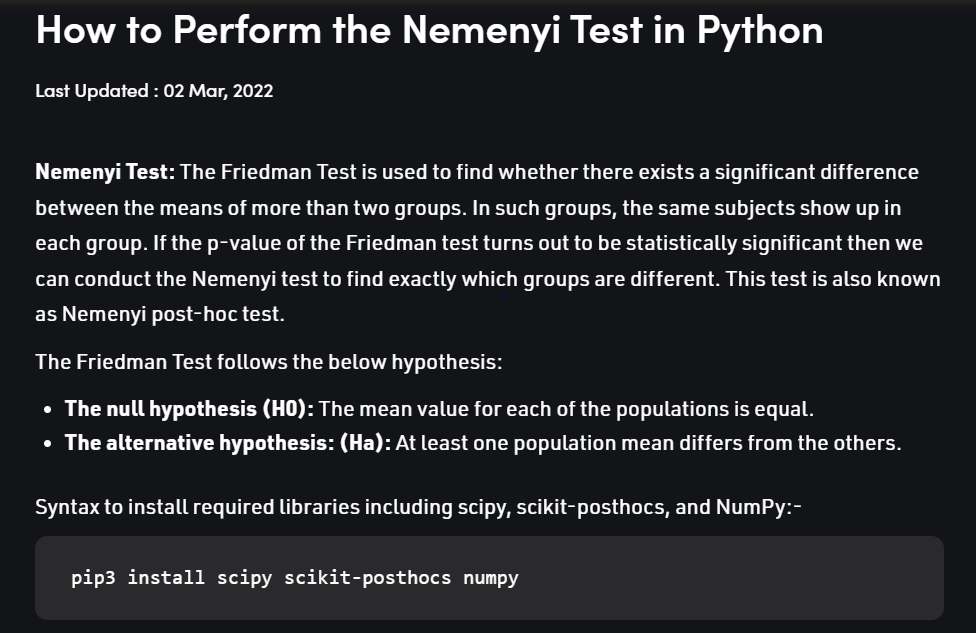 How to Perform the Nemenyi Test in Python
Last Updated : 02 Mar, 2022
Nemenyi Test: The Friedman Test is used to find whether there exists a significant difference
between the means of more than two groups. In such groups, the same subjects show up in
each group. If the p-value of the Friedman test turns out to be statistically significant then we
can conduct the Nemenyi test to find exactly which groups are different. This test is also known
as Nemenyi post-hoc test.
The Friedman Test follows the below hypothesis:
• The null hypothesis (H0): The mean value for each of the populations is equal.
• The alternative hypothesis: (Ha): At least one population mean differs from the others.
Syntax to install required libraries including scipy, scikit-posthocs, and NumPy:-
pip3 install scipy scikit-posthocs numpy